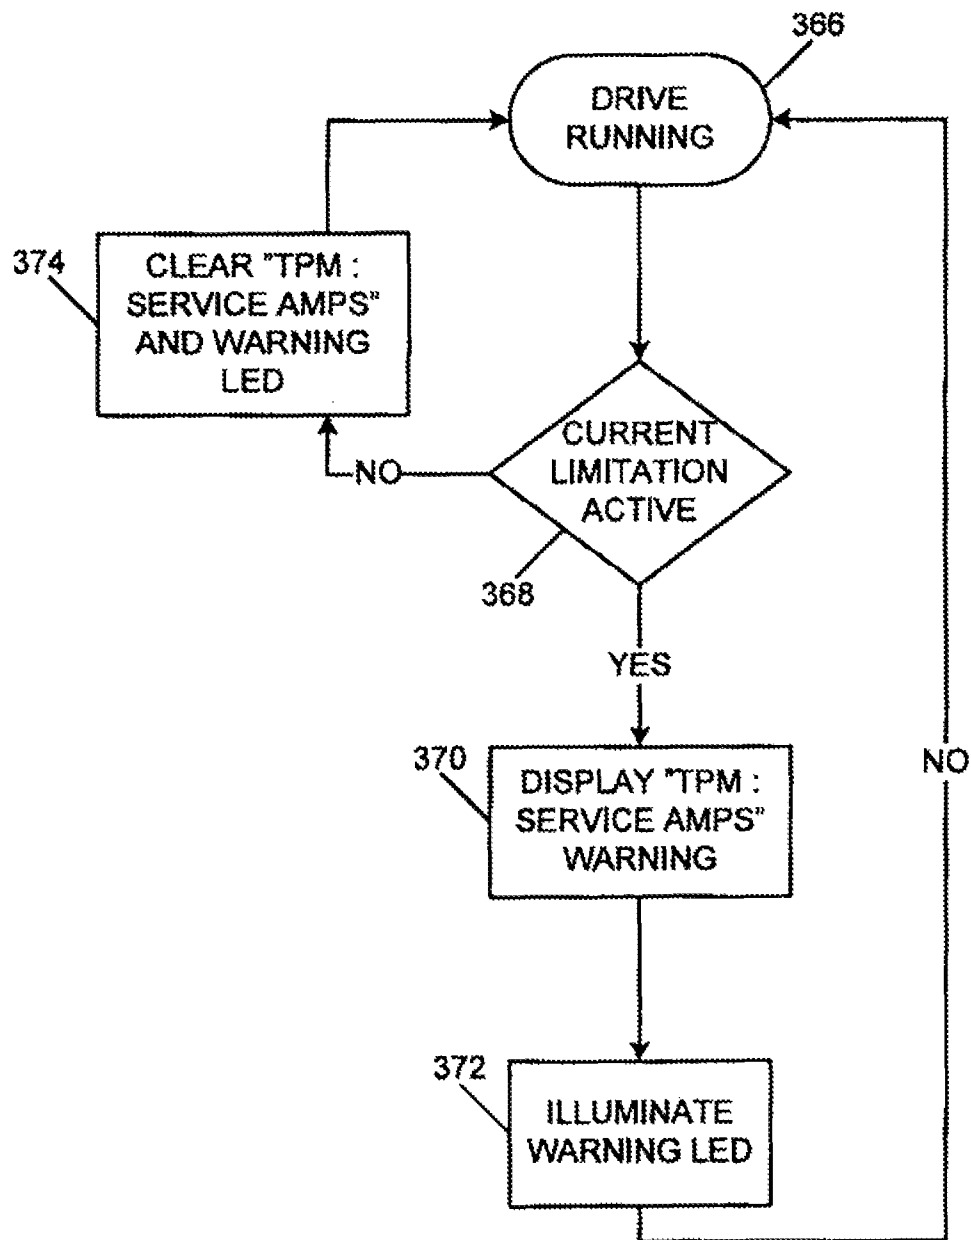 366
DRIVE
RUNNING
374
CLEAR "TPM :
SERVICE AMPS"
AND WARNING
LED
CURRENT
LIMITATION
ACTIVE
NO
368
YES
370
DISPLAY "TPM :
SERVICE AMPS"
WARNING
NO
372
ILLUMINATE
WARNING LED